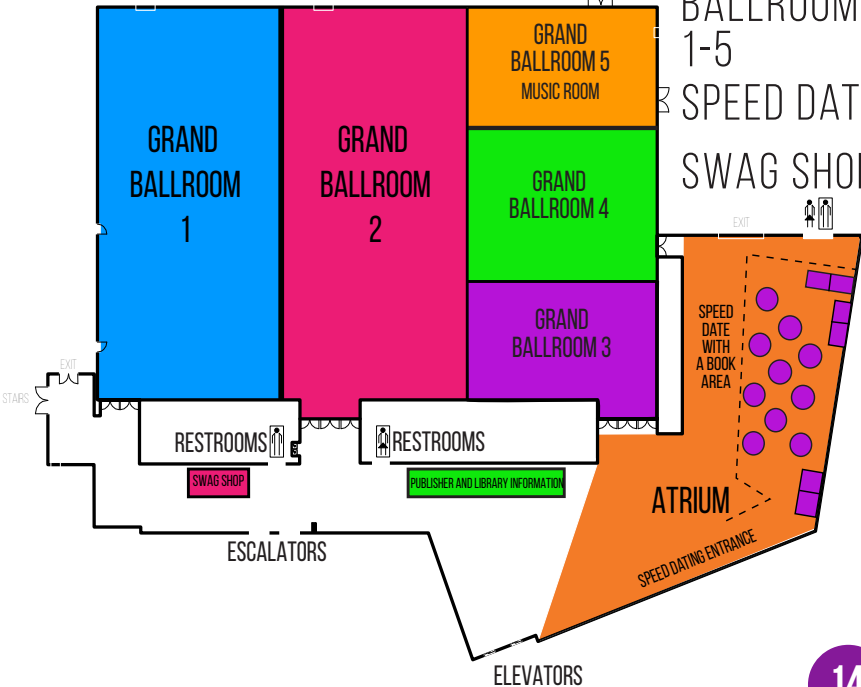 BALLROOM
1-5
SPEED DAT
SWAG SHOP
GRAND
BALLROOM 5
MUSIC ROOM
GRAND
BALLROOM
1
GRAND
BALLROOM
2
GRAND
BALLROOM 4
GRAND
BALLROOM 3
EXIT
SPEED
DATE
WITH
A BOOK
AREA
EXIT
STAIRS
RESTROOMS
RESTROOMS
SWAG SHOP
PUBLISHER AND LIBRARY INFORMATION
ATRIUM
ESCALATORS
SPEED DATING ENTRANCE
ELEVATORS
14